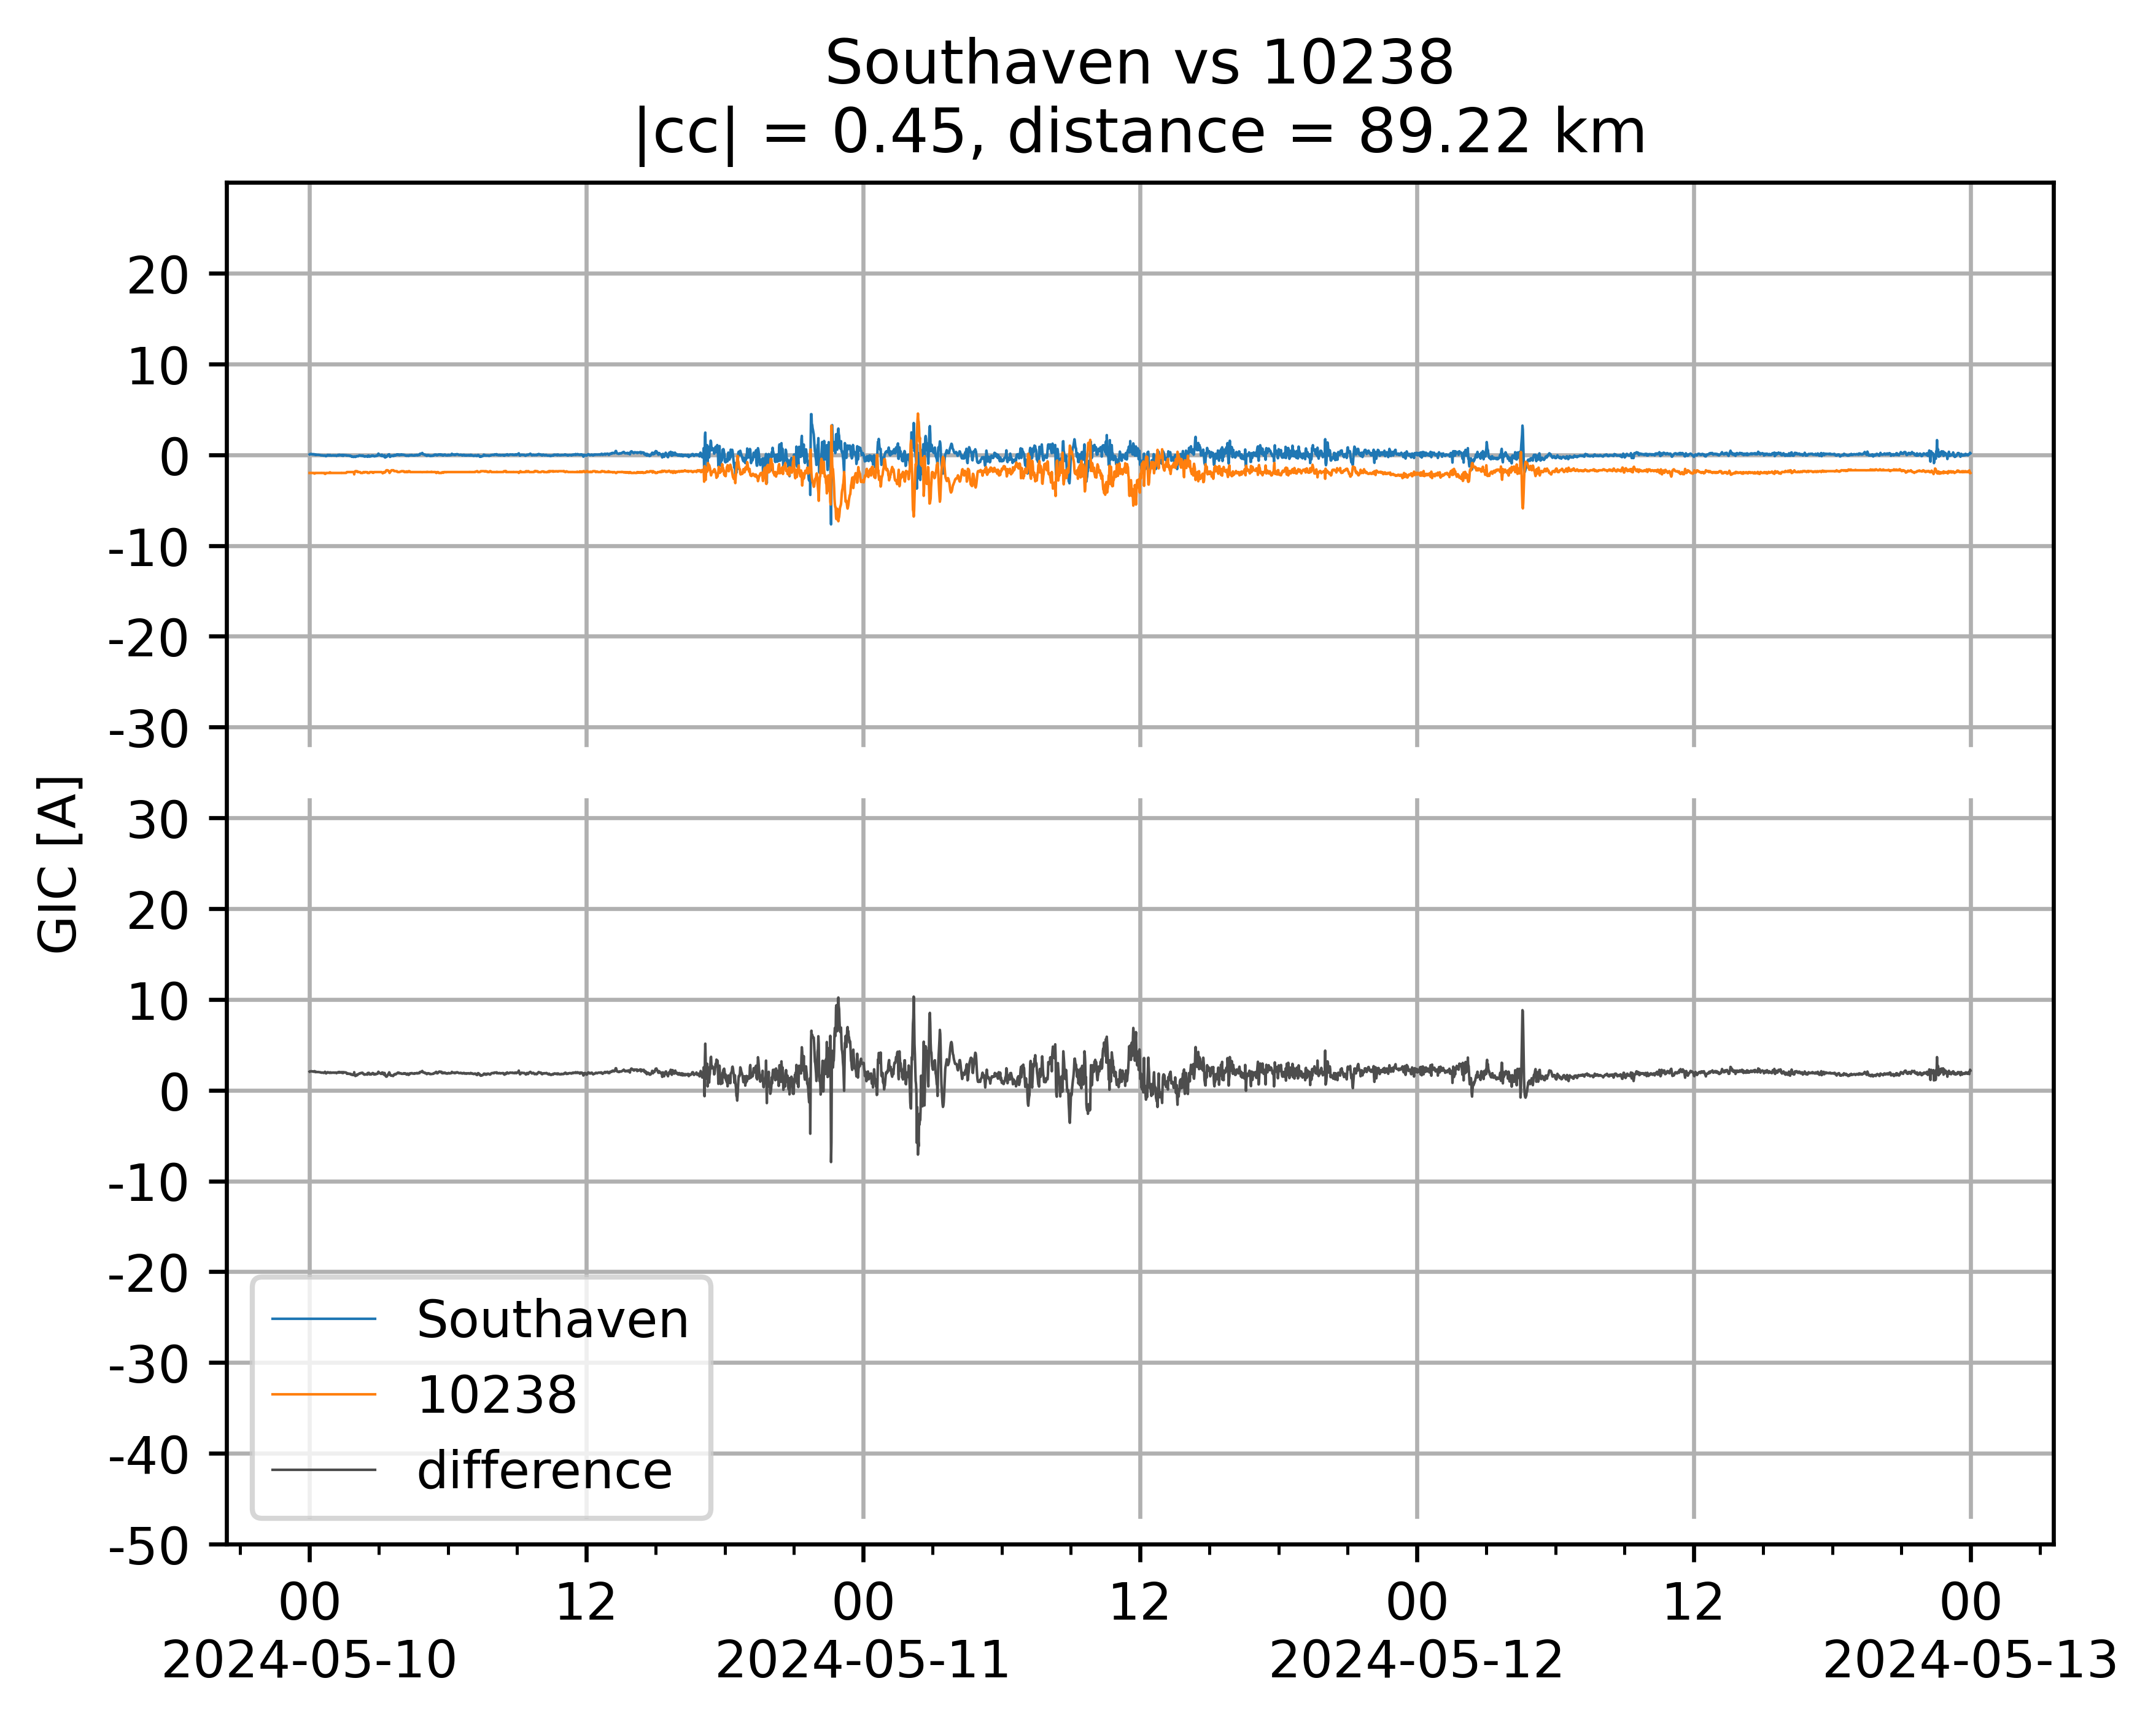 Southaven vs 10238
|cc| = 0.45, distance = 89.22 km
20
10
0
-10
-20
-30
30
20
10
0
-10
-20
-30
-40
-50
GIC [A]
Southaven
10238
difference
00 12 00 12 00 12 00
2024-05-10 2024-05-11 2024-05-12 2024-05-13